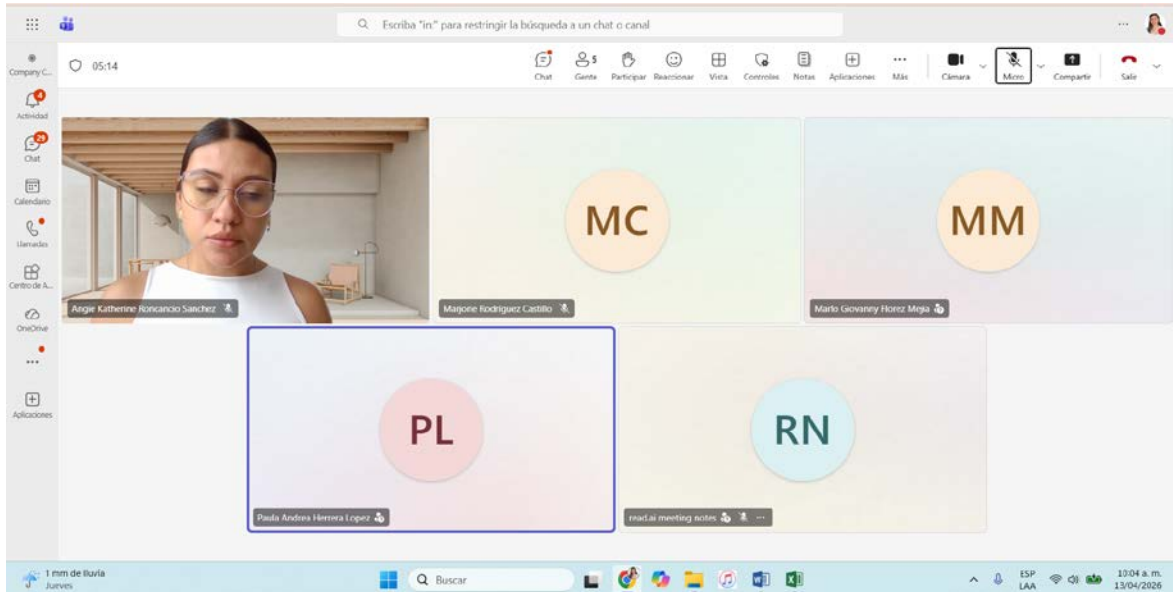 Escriba "in:" para restringir la búsqueda a un chat o canal
Company C...
05:14
Chat
5
Gente
Participar
Reaccionar
Vista
Controles
Notas
Aplicaciones
Más
Cámara
Micro
Compartir
Salir
4
Actividad
29
Chat
Calendario
Llamadas
Centro de A...
OneDrive
Aplicaciones
Angie Katherine Roncancio Sanchez
MC
Marjorie Rodriguez Castillo
MM
Mario Giovanny Florez Mejia
PL
Paula Andrea Herrera Lopez
RN
read.ai meeting notes
1 mm de lluvia
Jueves
Buscar
ESP
LAA
10:04 a. m.
13/04/2026